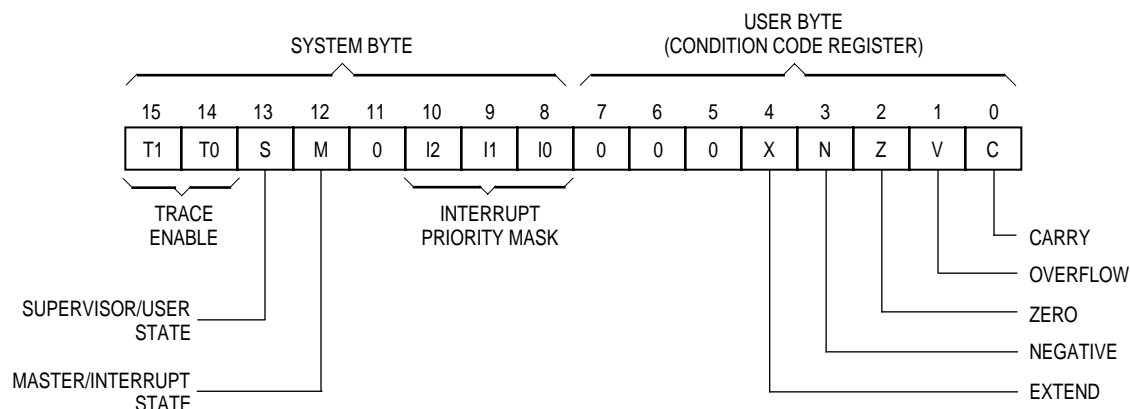 USER BYTE
SYSTEM BYTE (CONDITION CODE REGISTER)
15 14 13 12 11 10 9 8 7 6 5 4 3 2 1 0
T1 T0 S M 0 I2 I1 I0 0 0 0 X N Z V C
TRACE
ENABLE
INTERRUPT
PRIORITY MASK
CARRY
OVERFLOW
SUPERVISOR/USER
STATE
ZERO
NEGATIVE
MASTER/INTERRUPT
STATE
EXTEND